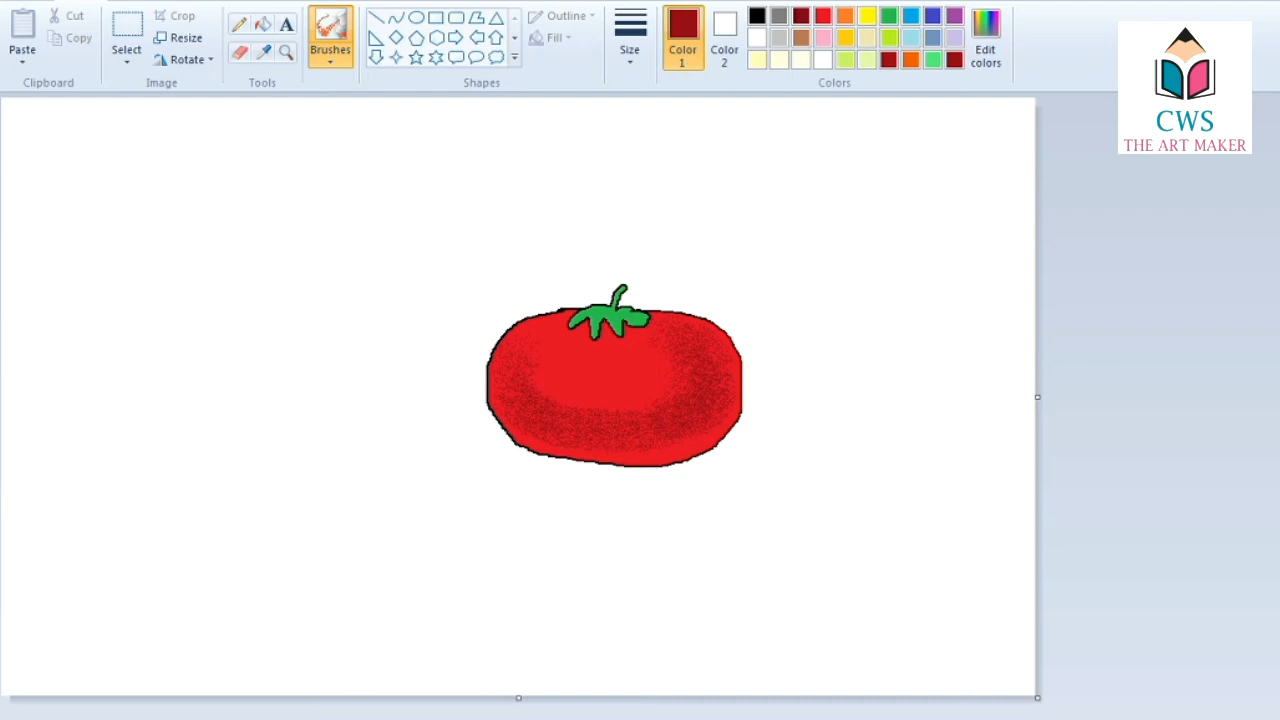 Paste
Cut
Copy
Clipboard
Select
Crop
Resize
Rotate
Image
A
Tools
Brushes
Shapes
Outline
Fill
Size
Color
1
Color
2
Edit
colors
Colors
CWS
THE ART MAKER